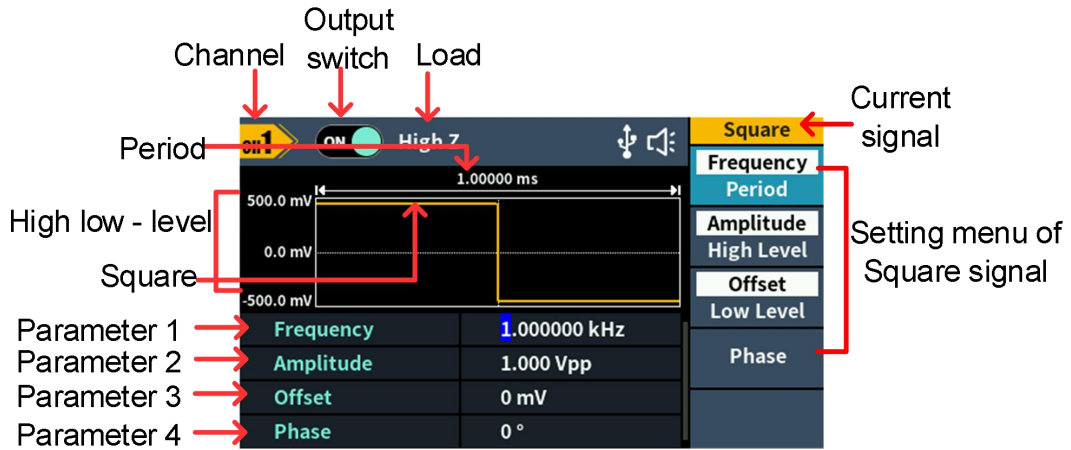 Output
Channel switch Load
Current
signal
CH1 ON High Z
Square
Period
1.00000 ms
Frequency
Period
High low - level
500.0 mV
0.0 mV
-500.0 mV
Amplitude
High Level
Setting menu of
Square signal
Square
Offset
Low Level
Phase
Parameter 1 Frequency 1.000000 kHz
Parameter 2 Amplitude 1.000 Vpp
Parameter 3 Offset 0 mV
Parameter 4 Phase 0 °